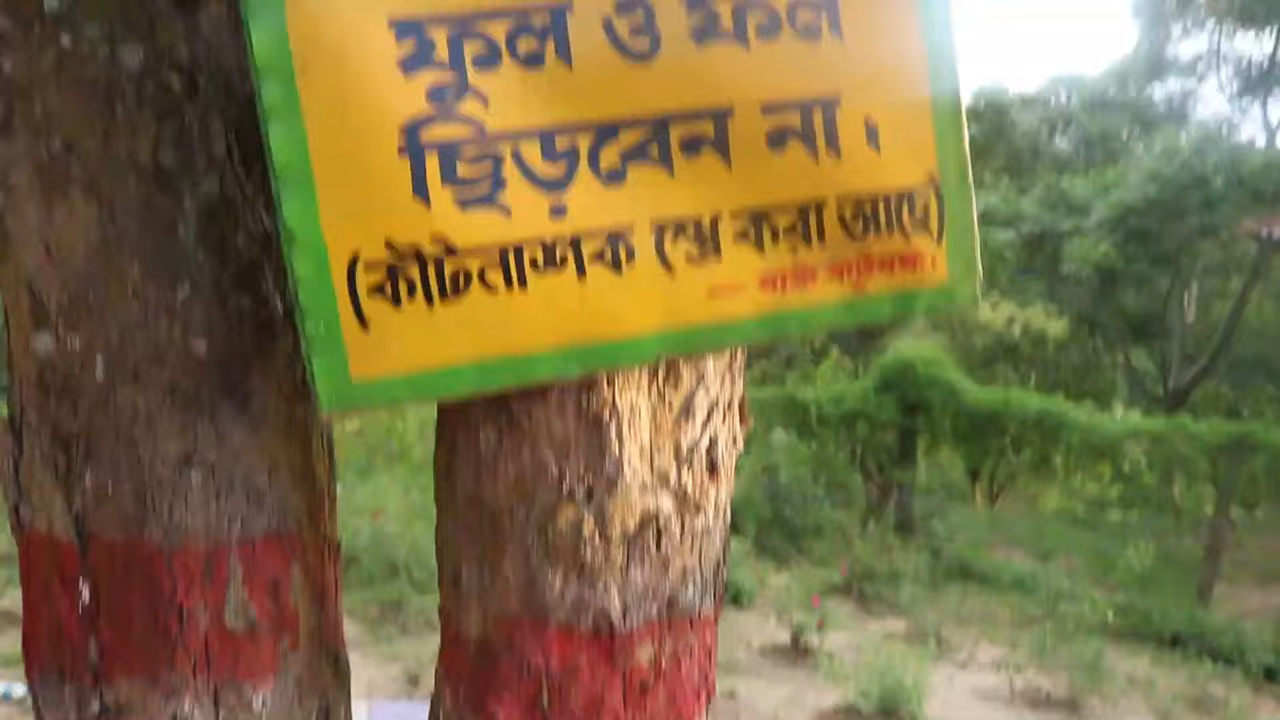 ফুল ও ফল
ছিড়বেন না।
(কীটনাশক স্প্রে করা আছে)